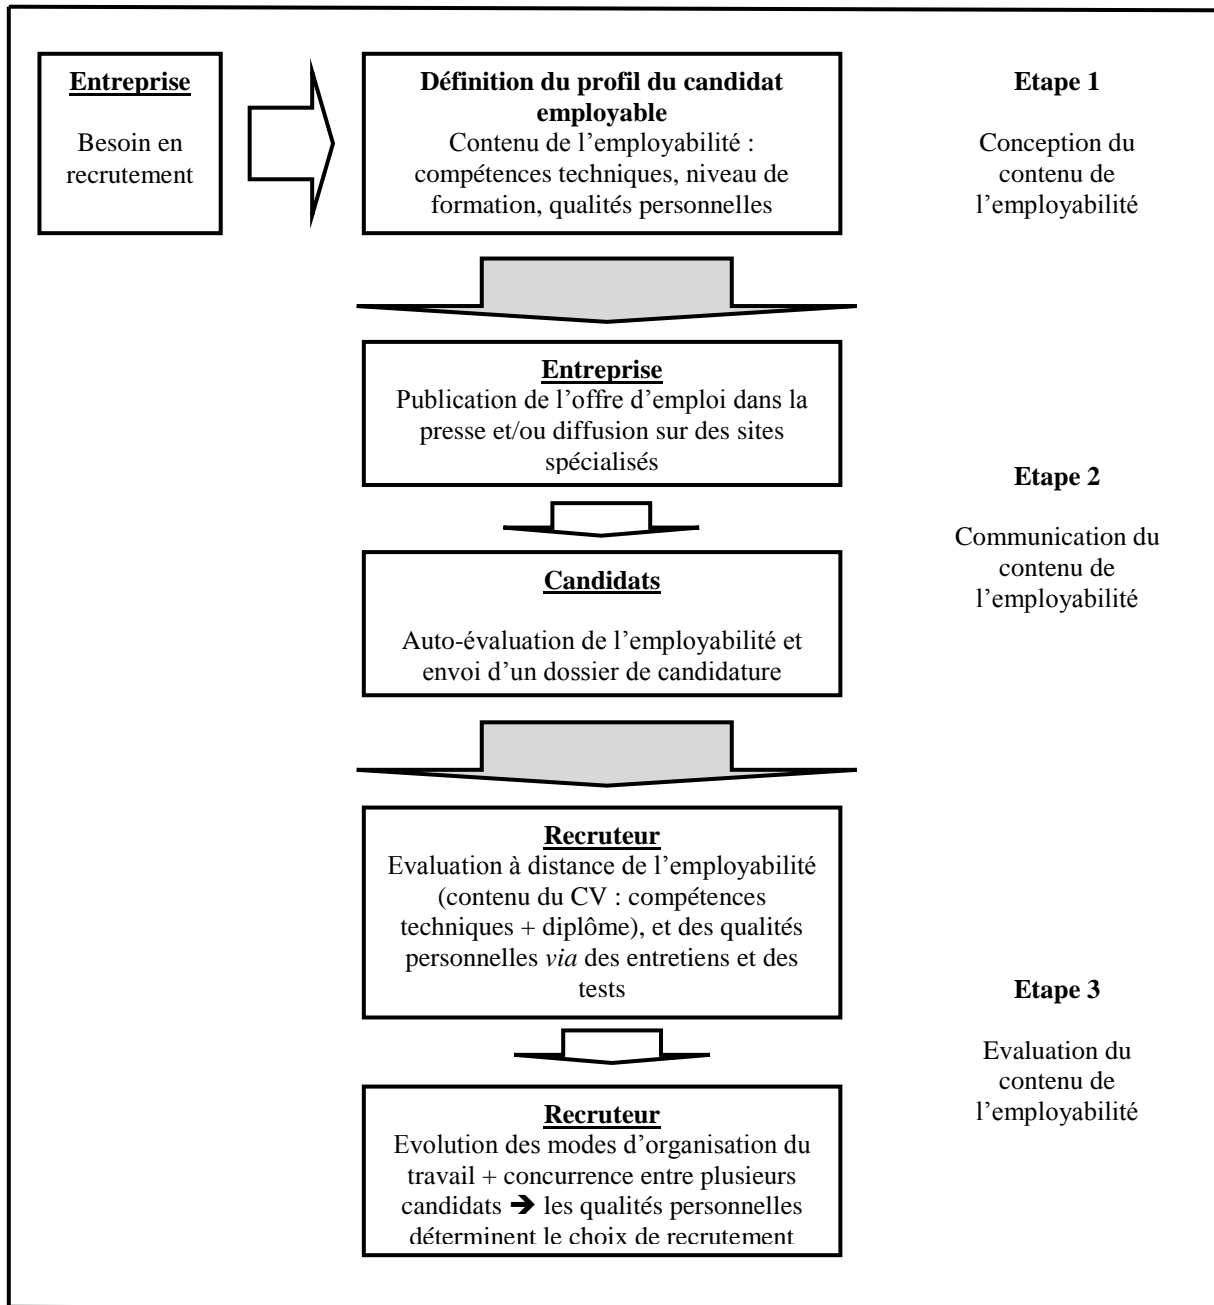 Entreprise
Besoin en
recrutement
Définition du profil du candidat
employable
Contenu de l’employabilité :
compétences techniques, niveau de
formation, qualités personnelles
Etape 1
Conception du
contenu de
l’employabilité
Entreprise
Publication de l’offre d’emploi dans la
presse et/ou diffusion sur des sites
spécialisés
Candidats
Auto-évaluation de l’employabilité et
envoi d’un dossier de candidature
Etape 2
Communication du
contenu de
l’employabilité
Recruteur
Evaluation à distance de l’employabilité
(contenu du CV : compétences
techniques + diplôme), et des qualités
personnelles via des entretiens et des
tests
Recruteur
Evolution des modes d’organisation du
travail + concurrence entre plusieurs
candidats ➔ les qualités personnelles
déterminent le choix de recrutement
Etape 3
Evaluation du
contenu de
l’employabilité